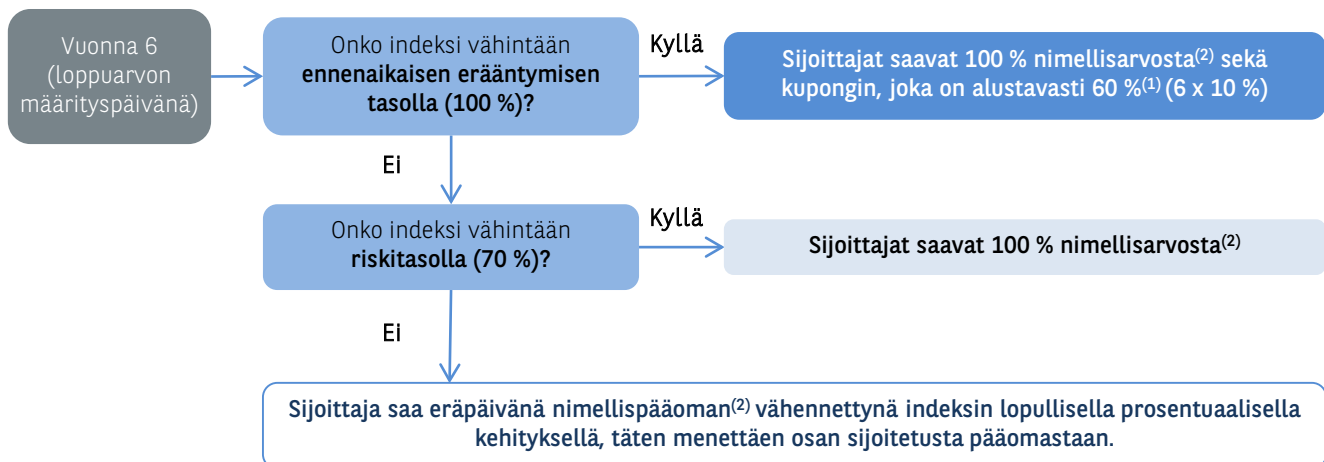 Vuonna 6
(loppuarvon
määrityspäivänä)
Onko indeksi vähintään
ennenaikaisen erääntymisen
tasolla (100 %)?
Kyllä
Sijoittajat saavat 100 % nimellisarvosta(2) sekä
kupongin, joka on alustavasti 60 %(1) (6 x 10 %)
Ei
Onko indeksi vähintään
riskitasolla (70 %)?
Kyllä
Sijoittajat saavat 100 % nimellisarvosta(2)
Ei
Sijoittaja saa eräpäivänä nimellispääoman(2) vähennettynä indeksin lopullisella prosentuaalisella
kehityksellä, täten menettäen osan sijoitetusta pääomastaan.